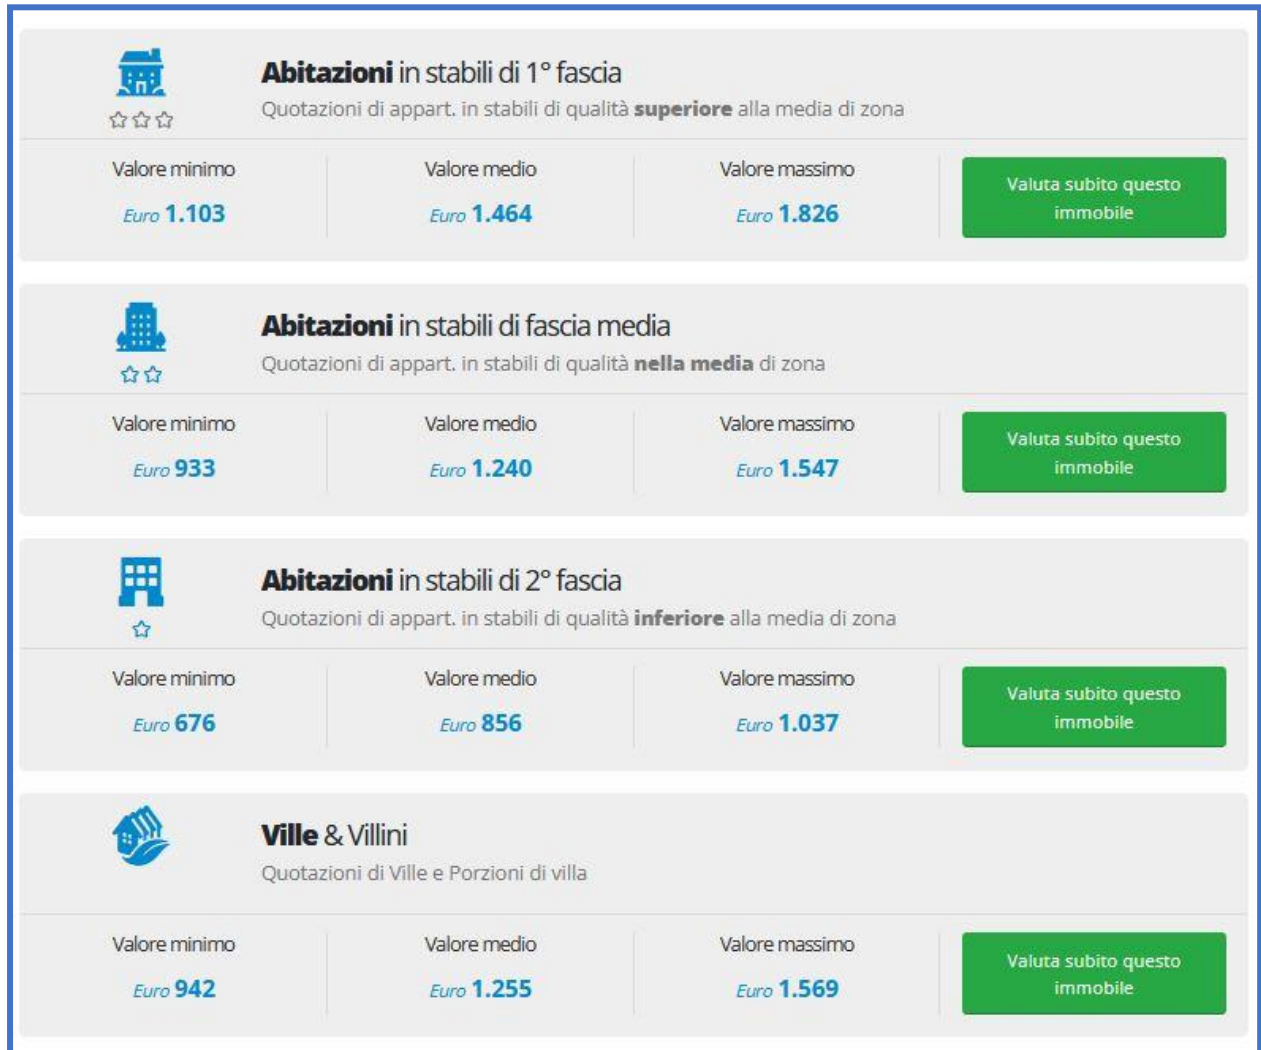 Abitazioni in stabili di 1° fascia
Quotazioni di appart. in stabili di qualità superiore alla media di zona
Valore minimo Valore medio Valore massimo
Euro 1.103 Euro 1.464 Euro 1.826
Valuta subito questo
immobile
Abitazioni in stabili di fascia media
Quotazioni di appart. in stabili di qualità nella media di zona
Valore minimo Valore medio Valore massimo
Euro 933 Euro 1.240 Euro 1.547
Valuta subito questo
immobile
Abitazioni in stabili di 2° fascia
Quotazioni di appart. in stabili di qualità inferiore alla media di zona
Valore minimo Valore medio Valore massimo
Euro 676 Euro 856 Euro 1.037
Valuta subito questo
immobile
Ville & Villini
Quotazioni di Ville e Porzioni di villa
Valore minimo Valore medio Valore massimo
Euro 942 Euro 1.255 Euro 1.569
Valuta subito questo
immobile